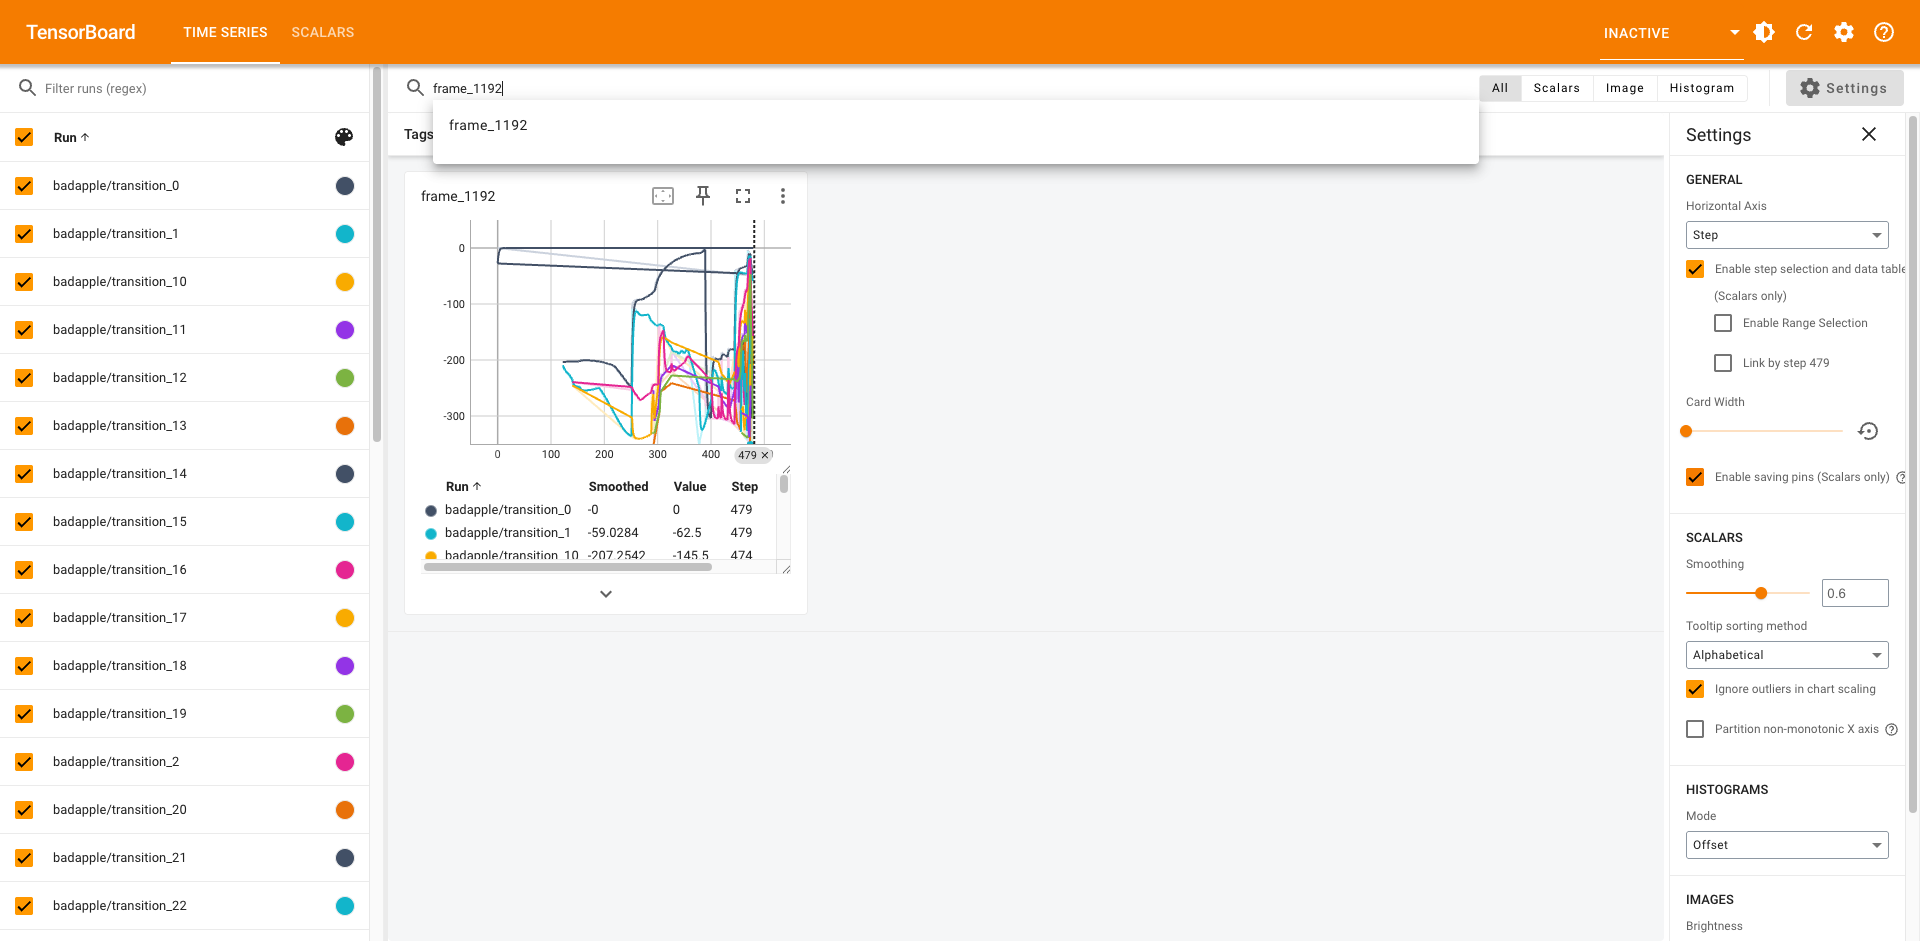 TensorBoard
TIME SERIES
SCALARS
INACTIVE
Filter runs (regex)
frame_1192
All
Scalars
Image
Histogram
Settings
frame_1192
Tags
Run
badapple/transition_0
badapple/transition_1
badapple/transition_10
badapple/transition_11
badapple/transition_12
badapple/transition_13
badapple/transition_14
badapple/transition_15
badapple/transition_16
badapple/transition_17
badapple/transition_18
badapple/transition_19
badapple/transition_2
badapple/transition_20
badapple/transition_21
badapple/transition_22
frame_1192
0
-100
-200
-300
0 100 200 300 400 479
Run Smoothed Value Step
badapple/transition_0 -0 0 479
badapple/transition_1 -59.0284 -62.5 479
badapple/transition_10 -207.2542 -145.5 474
Settings
GENERAL
Horizontal Axis
Step
Enable step selection and data table
(Scalars only)
Enable Range Selection
Link by step 479
Card Width
Enable saving pins (Scalars only)
SCALARS
Smoothing
0.6
Tooltip sorting method
Alphabetical
Ignore outliers in chart scaling
Partition non-monotonic X axis
HISTOGRAMS
Mode
Offset
IMAGES
Brightness